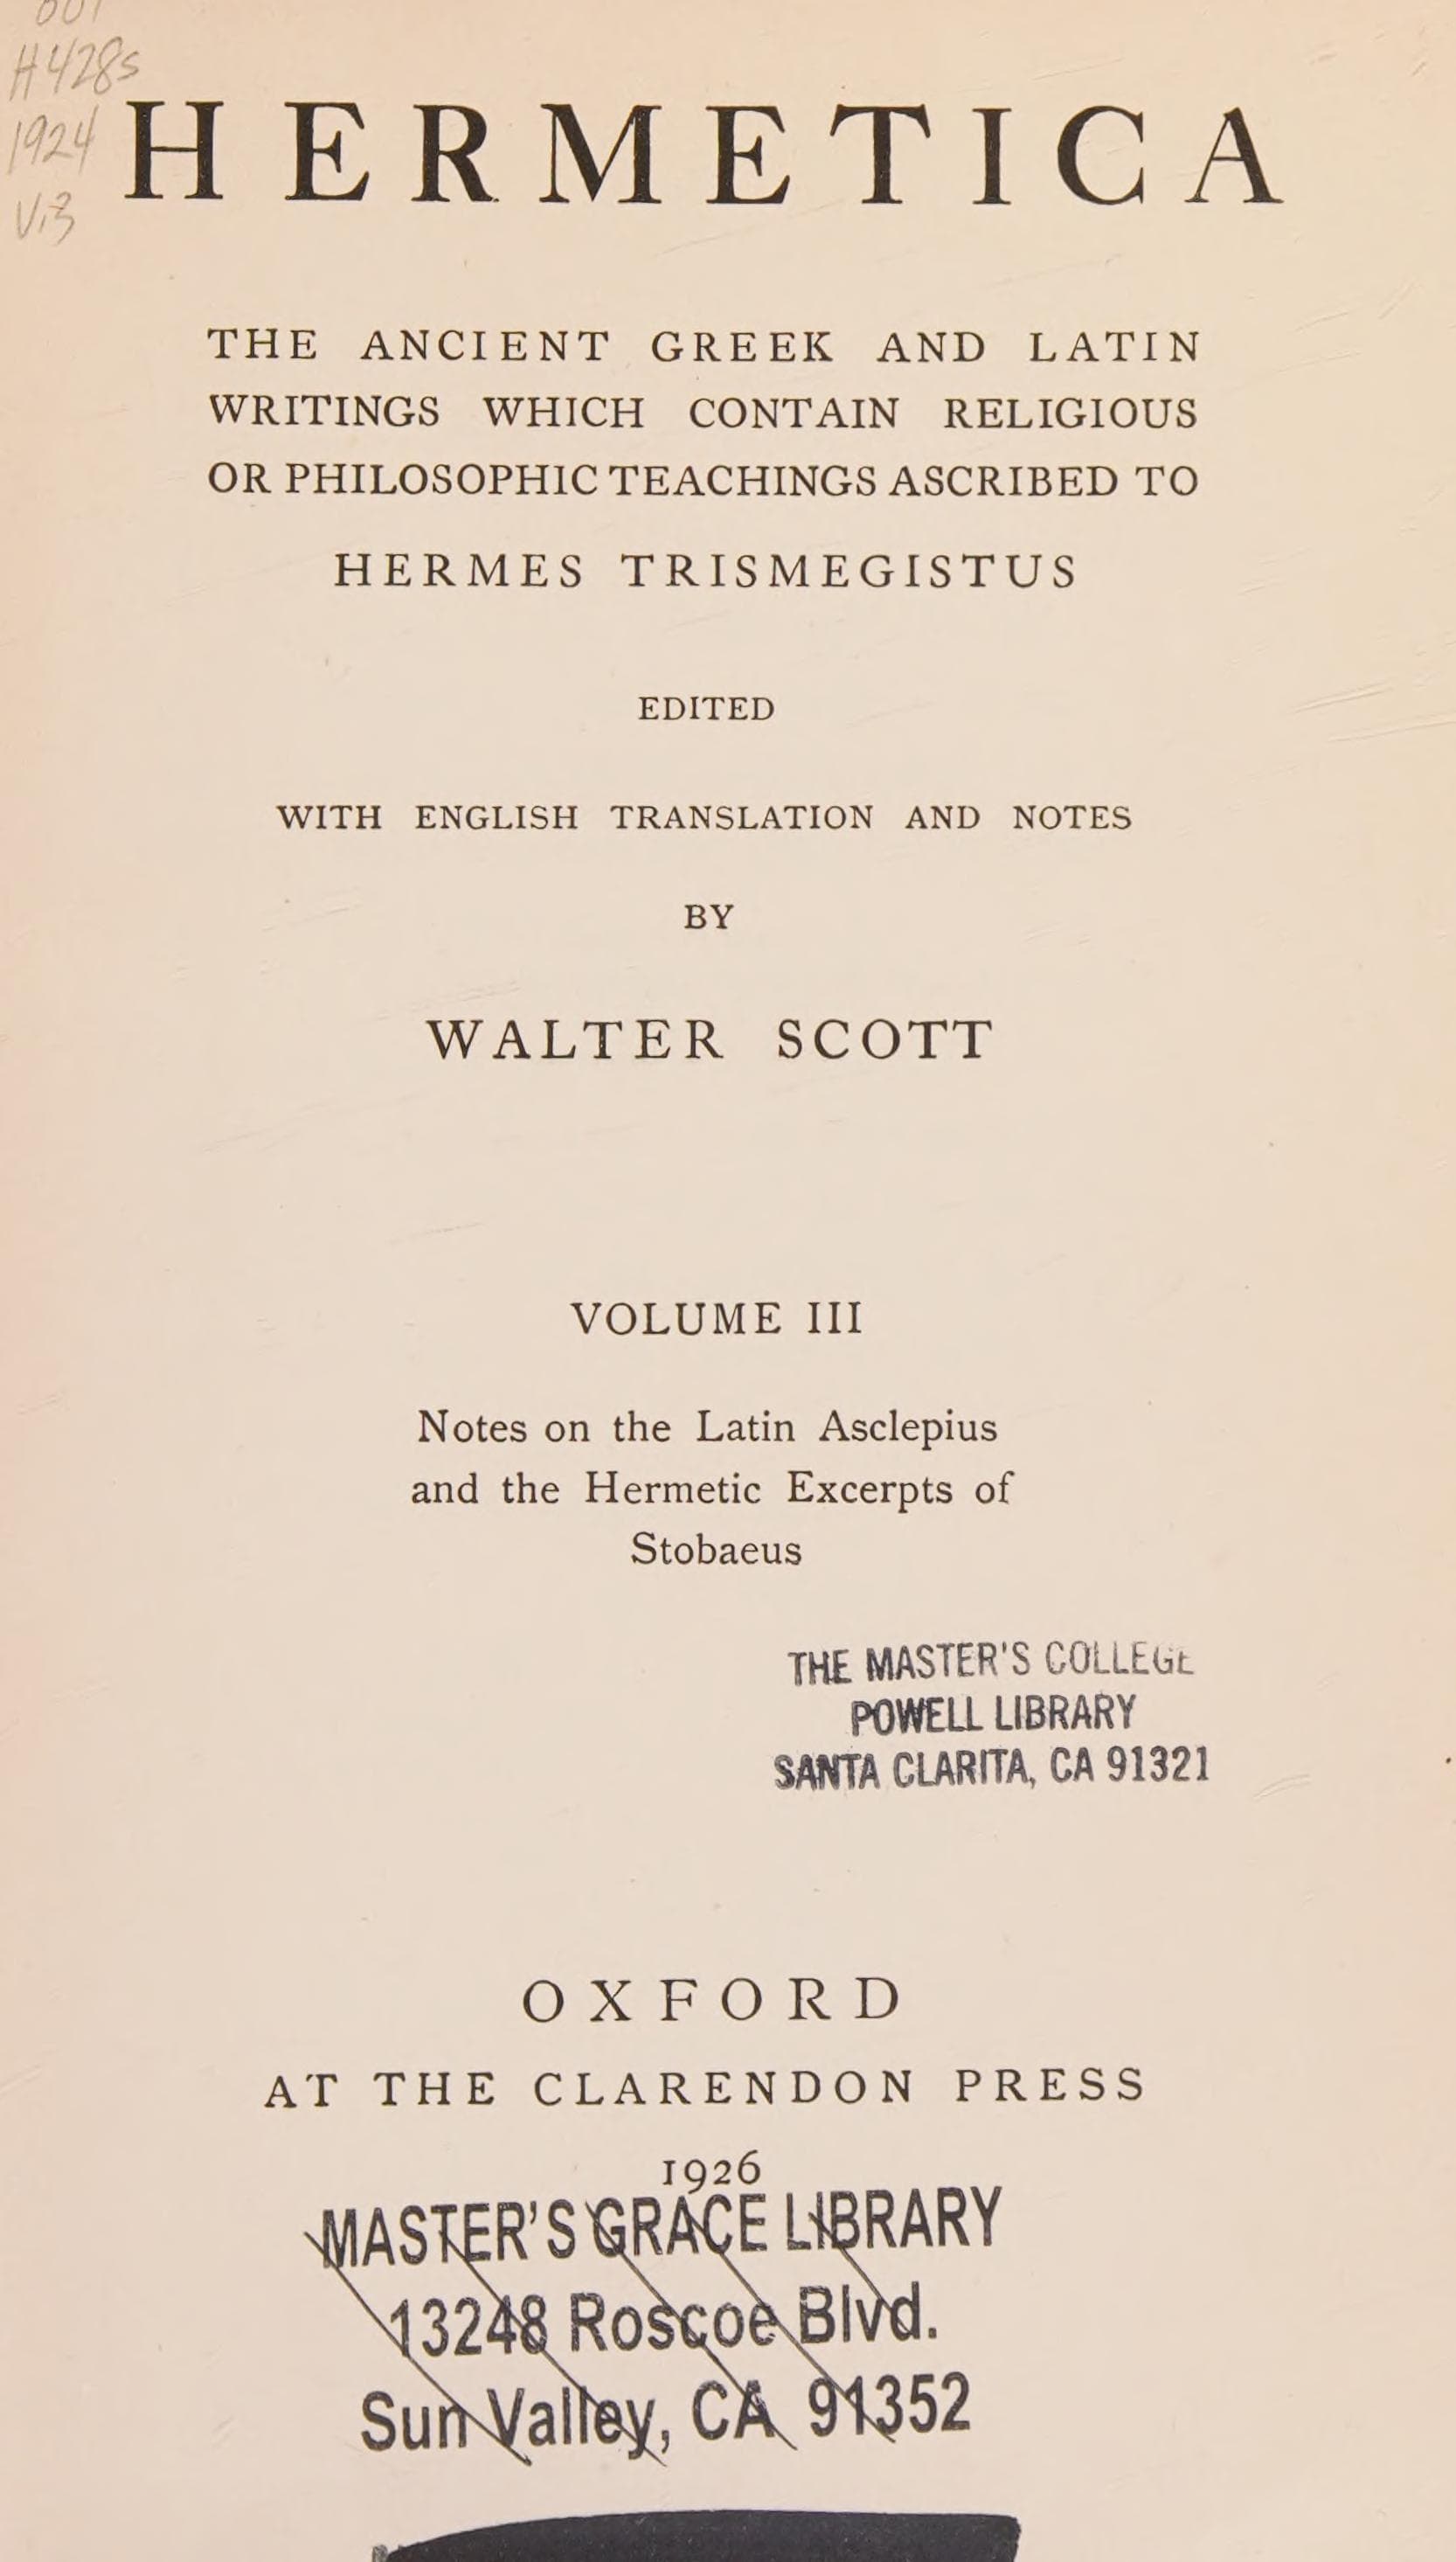 H428s
1924
V.3
HERMETICA
THE ANCIENT GREEK AND LATIN
WRITINGS WHICH CONTAIN RELIGIOUS
OR PHILOSOPHIC TEACHINGS ASCRIBED TO
HERMES TRISMEGISTUS
EDITED
WITH ENGLISH TRANSLATION AND NOTES
BY
WALTER SCOTT
VOLUME III
Notes on the Latin Asclepius
and the Hermetic Excerpts of
Stobaeus
THE MASTER'S COLLEGE
POWELL LIBRARY
SANTA CLARITA, CA 91321
OXFORD
AT THE CLARENDON PRESS
1926
MASTER'S GRACE LIBRARY
13248 Roscoe Blvd.
Sun Valley, CA 91352